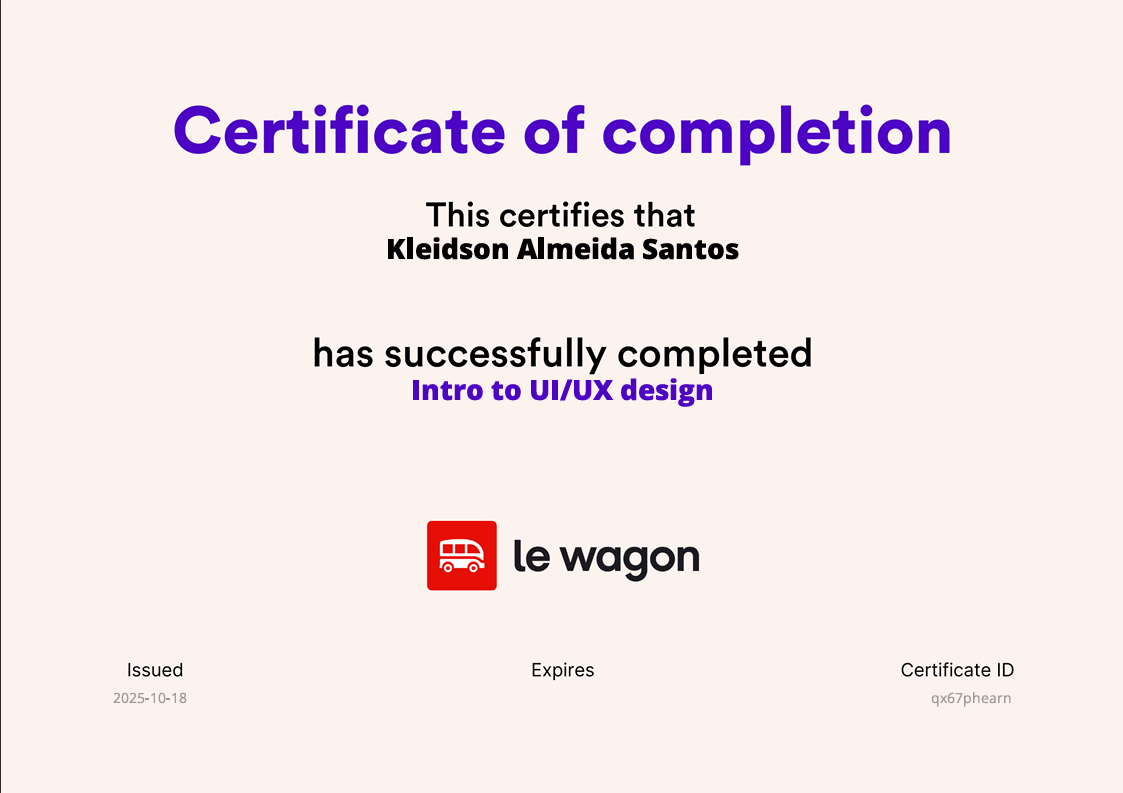 Certificate of completion
This certifies that
Kleidson Almeida Santos
has successfully completed
Intro to UI/UX design
le wagon
Issued
Expires
Certificate ID
2025-10-18
qx67phearn